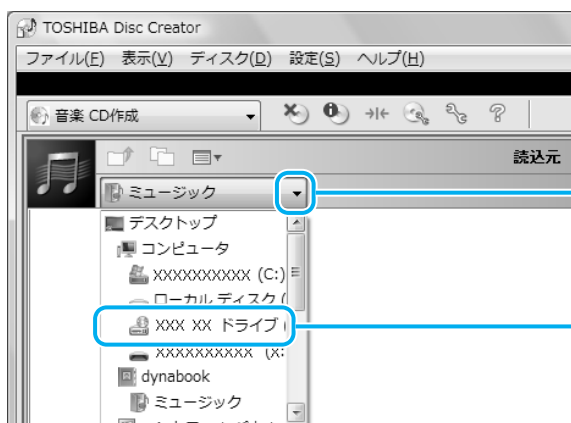 TOSHIBA Disc Creator
ファイル(F) 表示(V) ディスク(D) 設定(S) ヘルプ(H)
音楽 CD作成
読込元
ミュージック
デスクトップ
コンピュータ
XXXXXXXXXX (C:)
ローカル ディスク (
XXX XX ドライブ (
XXXXXXXXXX (X:
dynabook
ミュージック